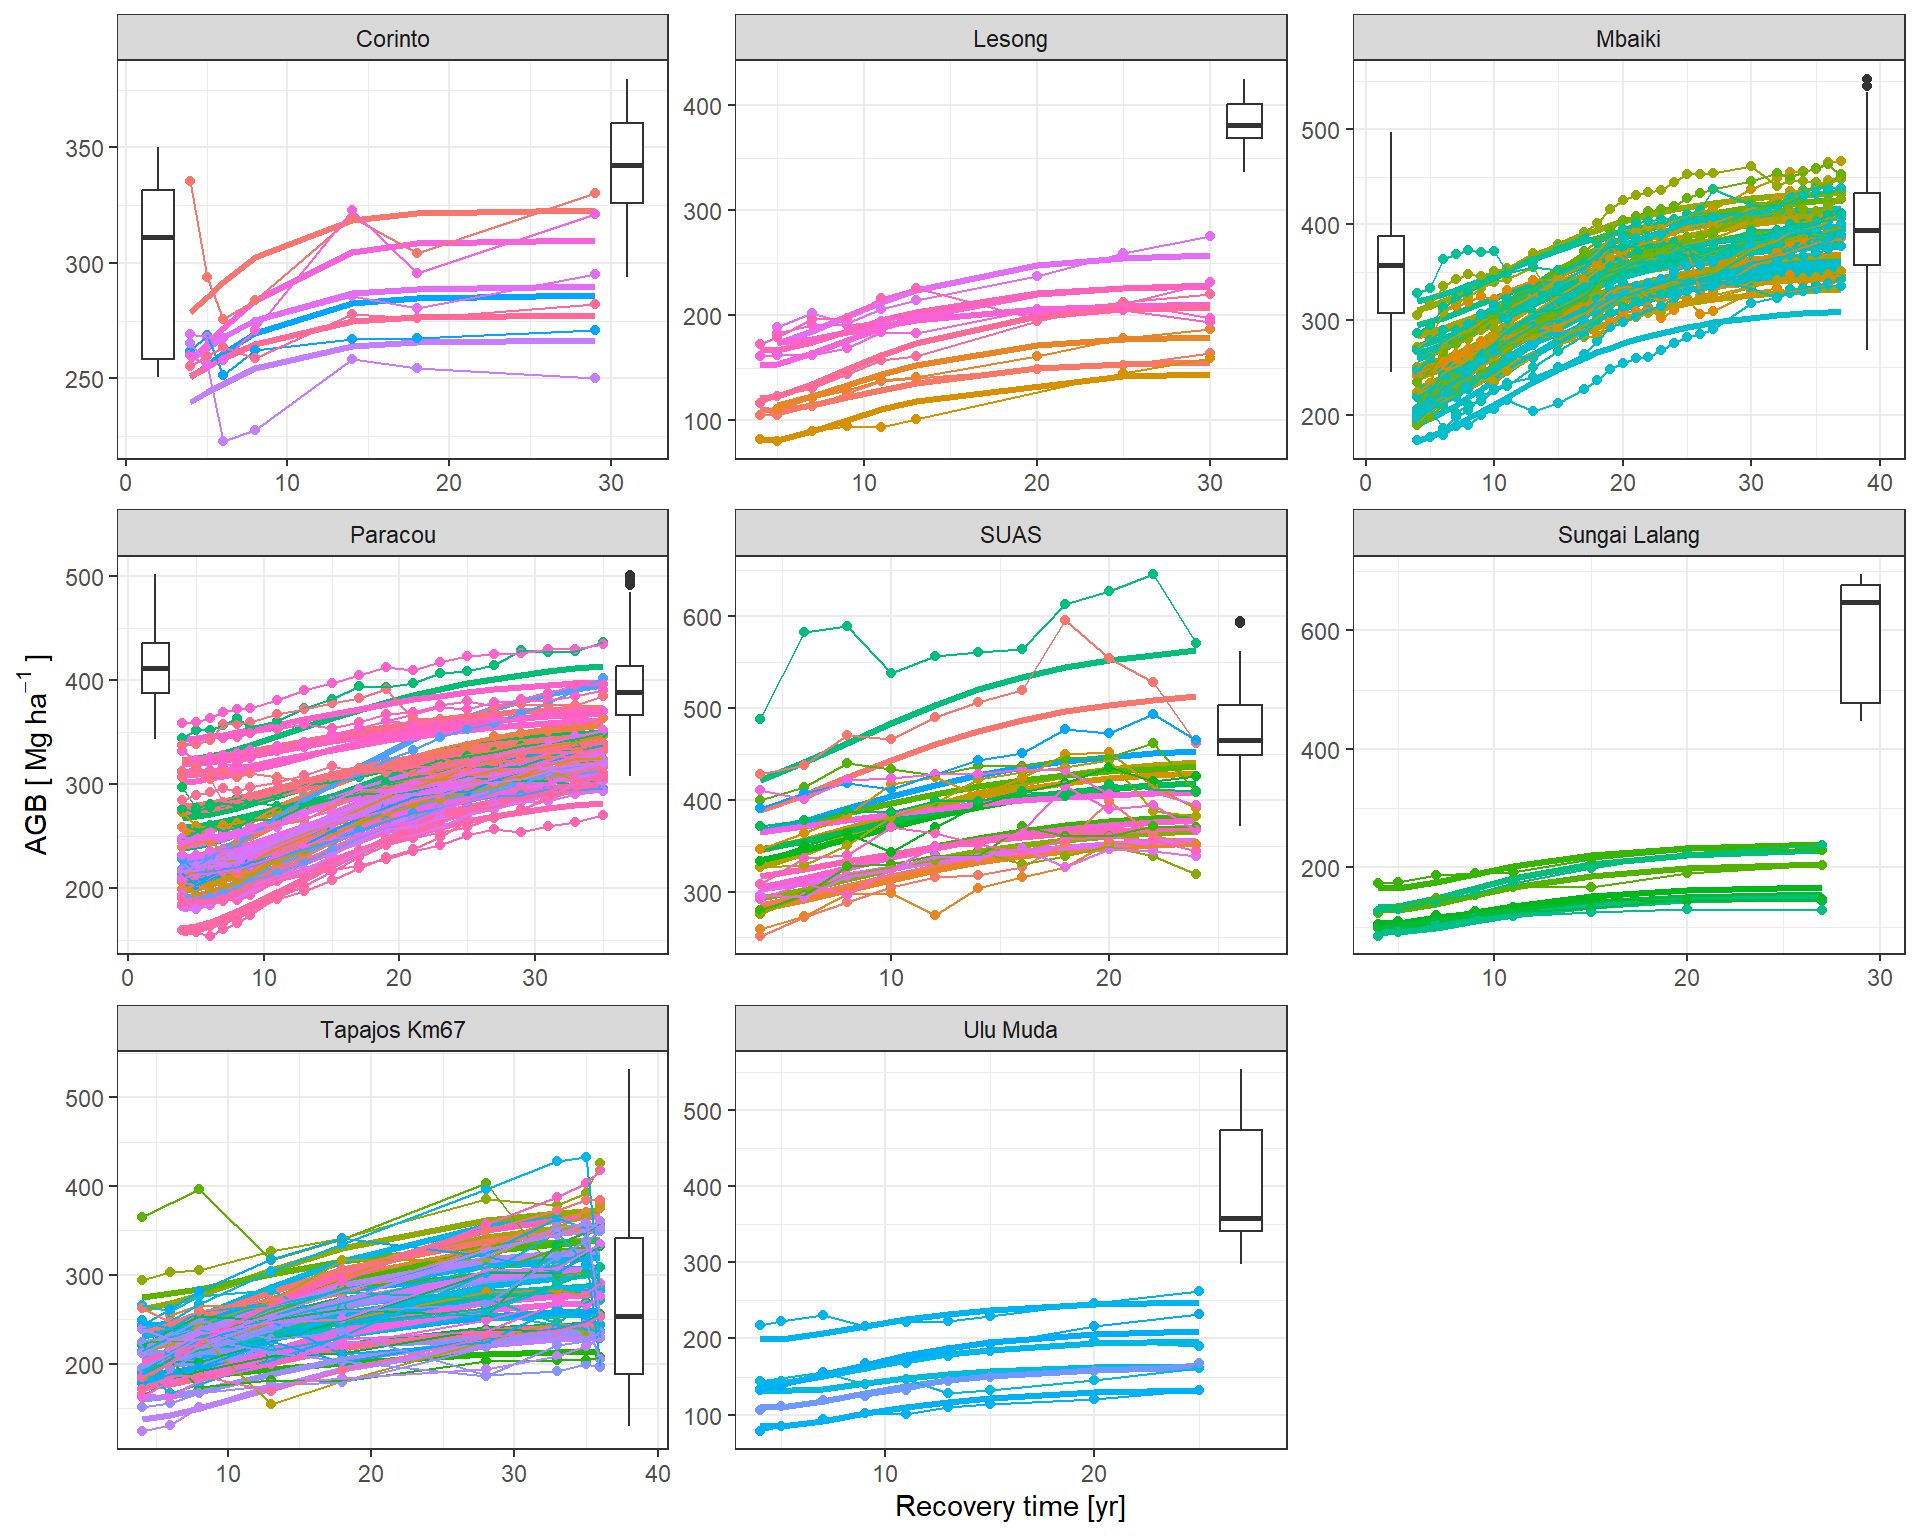 Corinto
Lesong
Mbaiki
350
300
250
400
300
200
100
500
400
300
200
0 10 20 30
10 20 30
0 10 20 30 40
Paracou
SUAS
Sungai Lalang
500
400
300
200
600
500
400
300
600
400
200
0 10 20 30
10 20
10 20 30
Tapajos Km67
Ulu Muda
500
400
300
200
500
400
300
200
100
10 20 30 40
10 20
AGB [ Mg ha⁻¹ ]
Recovery time [yr]